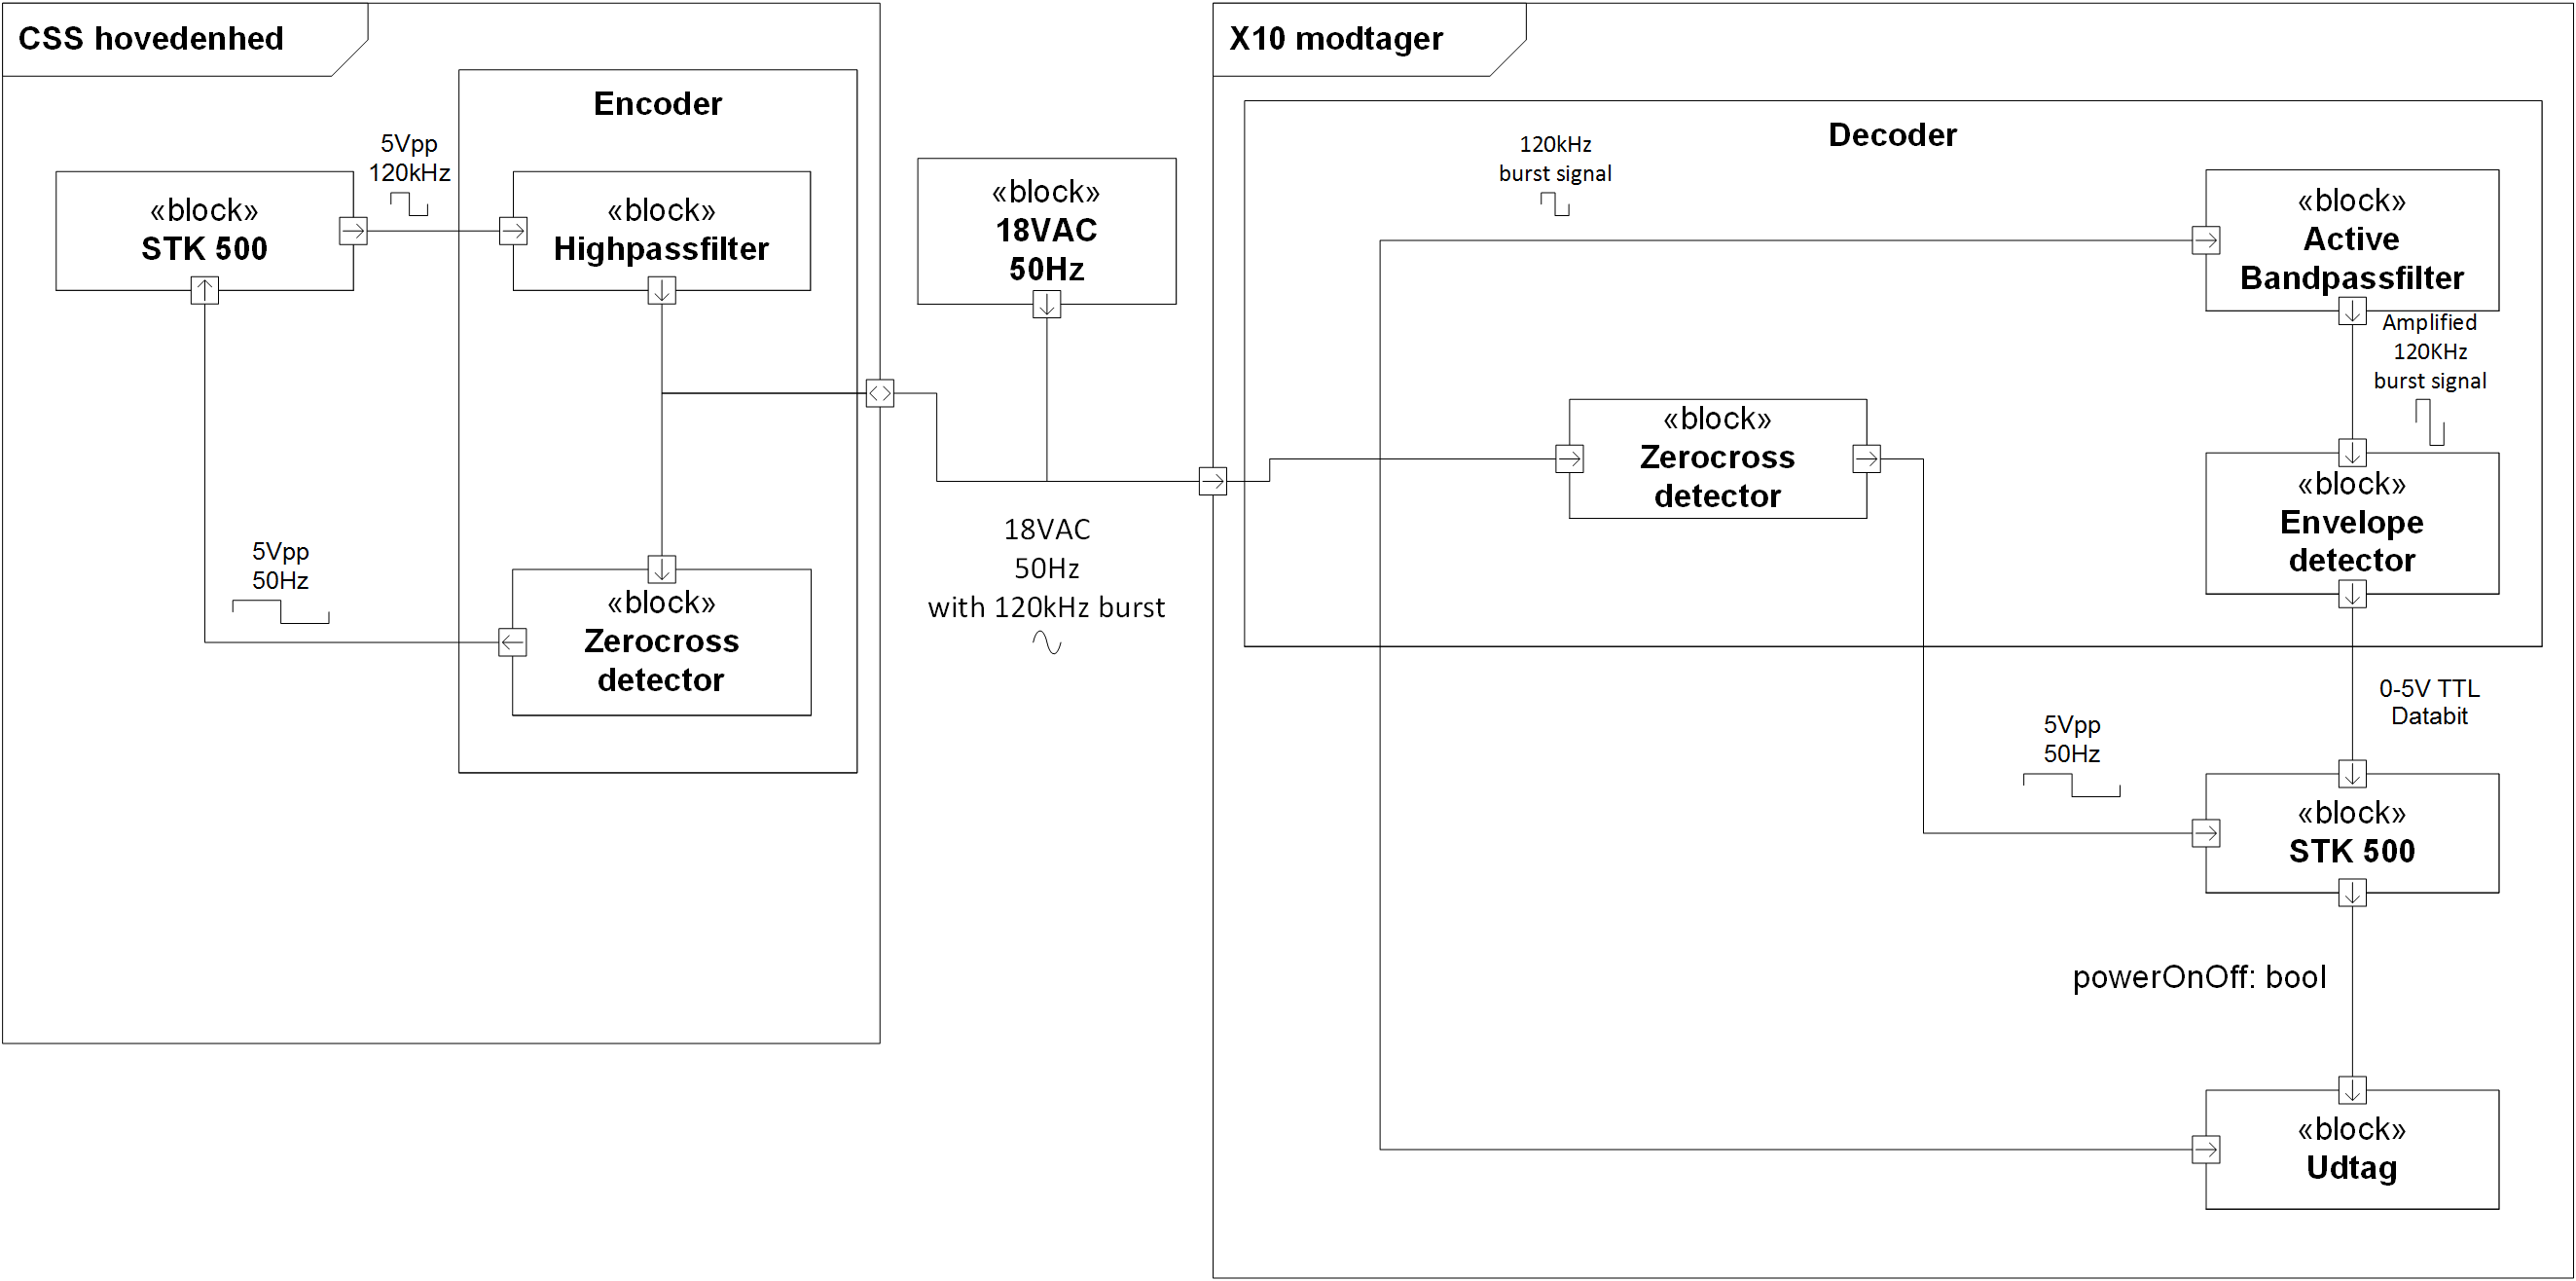 CSS hovedenhed
Encoder
5Vpp
120kHz
«block»
STK 500
«block»
Highpassfilter
5Vpp
50Hz
«block»
Zerocross
detector
«block»
18VAC
50Hz
18VAC
50Hz
with 120kHz burst
X10 modtager
Decoder
120kHz
burst signal
«block»
Active
Bandpassfilter
Amplified
120KHz
burst signal
«block»
Zerocross
detector
«block»
Envelope
detector
0-5V TTL
Databit
5Vpp
50Hz
«block»
STK 500
powerOnOff: bool
«block»
Udtag